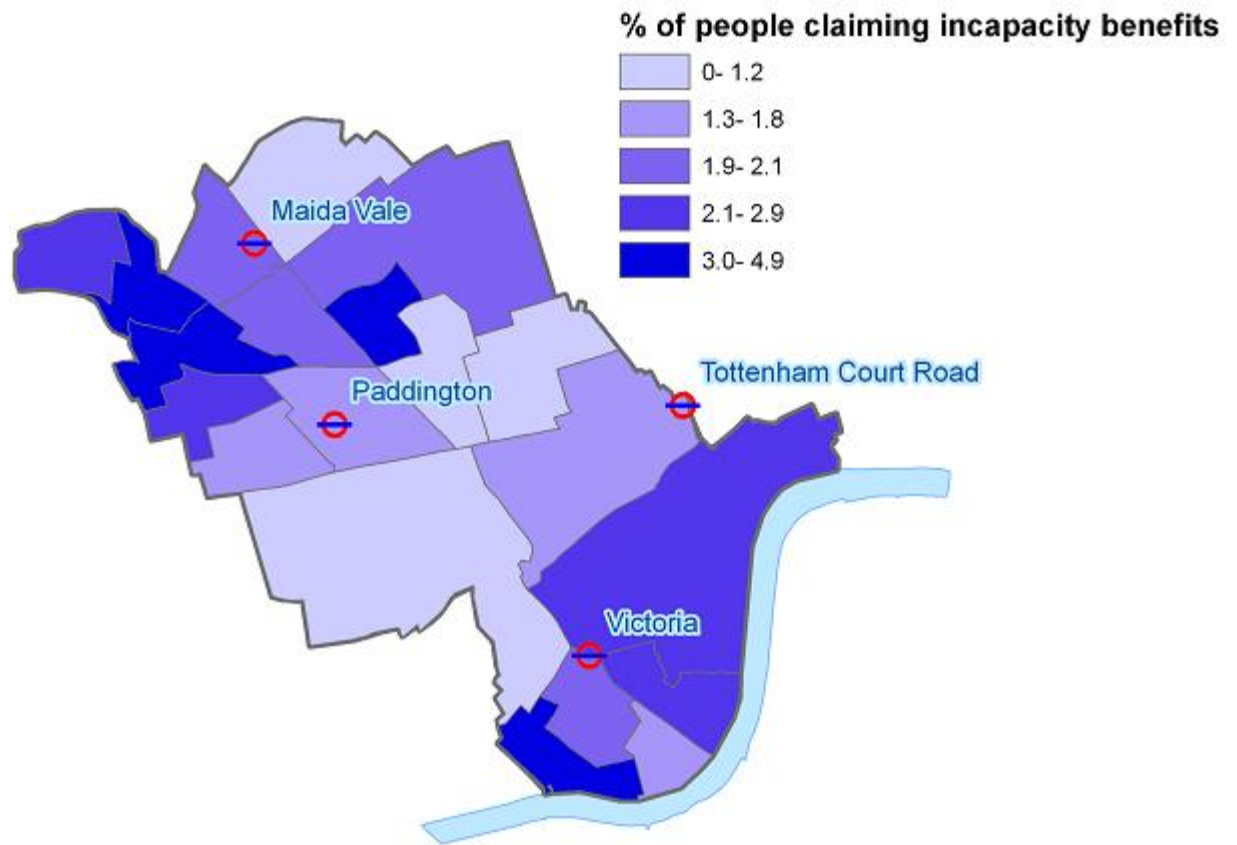 % of people claiming incapacity benefits
0- 1.2
1.3- 1.8
1.9- 2.1
2.1- 2.9
3.0- 4.9
Maida Vale
Tottenham Court Road
Paddington
Victoria